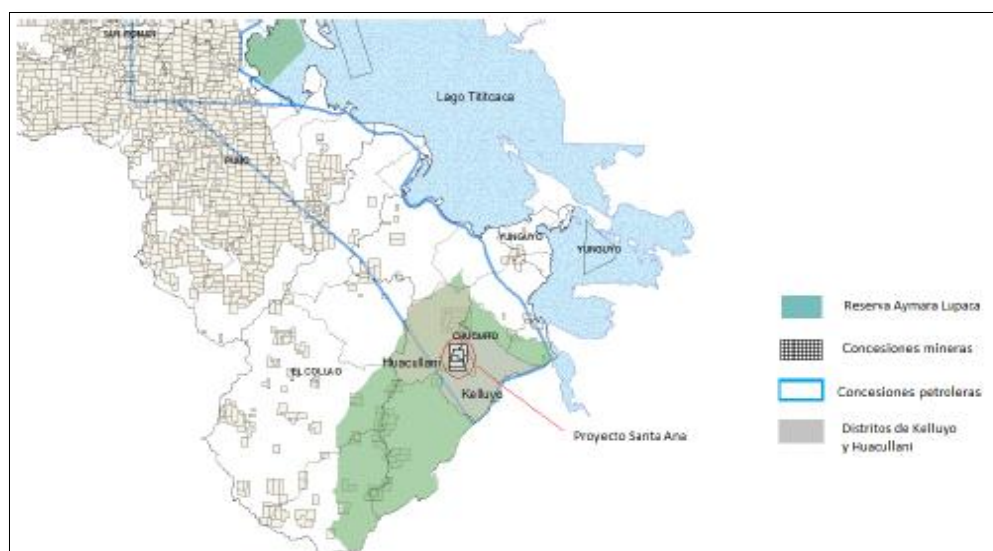 SAN ROMAN
Lago Tititcaca
PUNO
YUNGUYO
YUNGUYO
CHUCUITO
Huacullani
EL COLLAO
Kelluyo
Proyecto Santa Ana
Reserva Aymara Lupaca
Concesiones mineras
Concesiones petroleras
Distritos de Kelluyo
y Huacullani